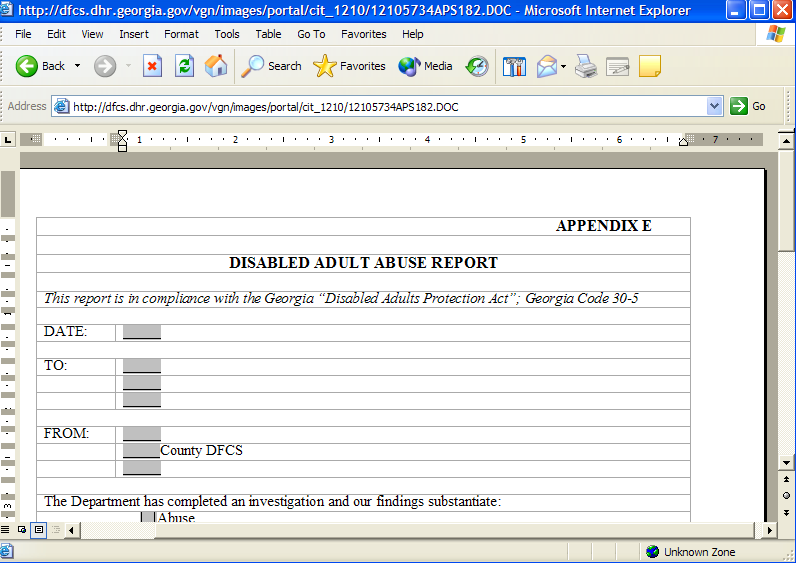 http://dfcs.dhr.georgia.gov/vgn/images/portal/cit_1210/12105734APS182.DOC - Microsoft Internet Explorer
File Edit View Insert Format Tools Table Go To Favorites Help
Back Search Favorites Media
Address http://dfcs.dhr.georgia.gov/vgn/images/portal/cit_1210/12105734APS182.DOC Go
L 1 2 3 4 5 6 7
APPENDIX E
DISABLED ADULT ABUSE REPORT
This report is in compliance with the Georgia “Disabled Adults Protection Act”; Georgia Code 30-5
DATE:
TO:
FROM:
County DFCS
The Department has completed an investigation and our findings substantiate:
Abuse
Unknown Zone